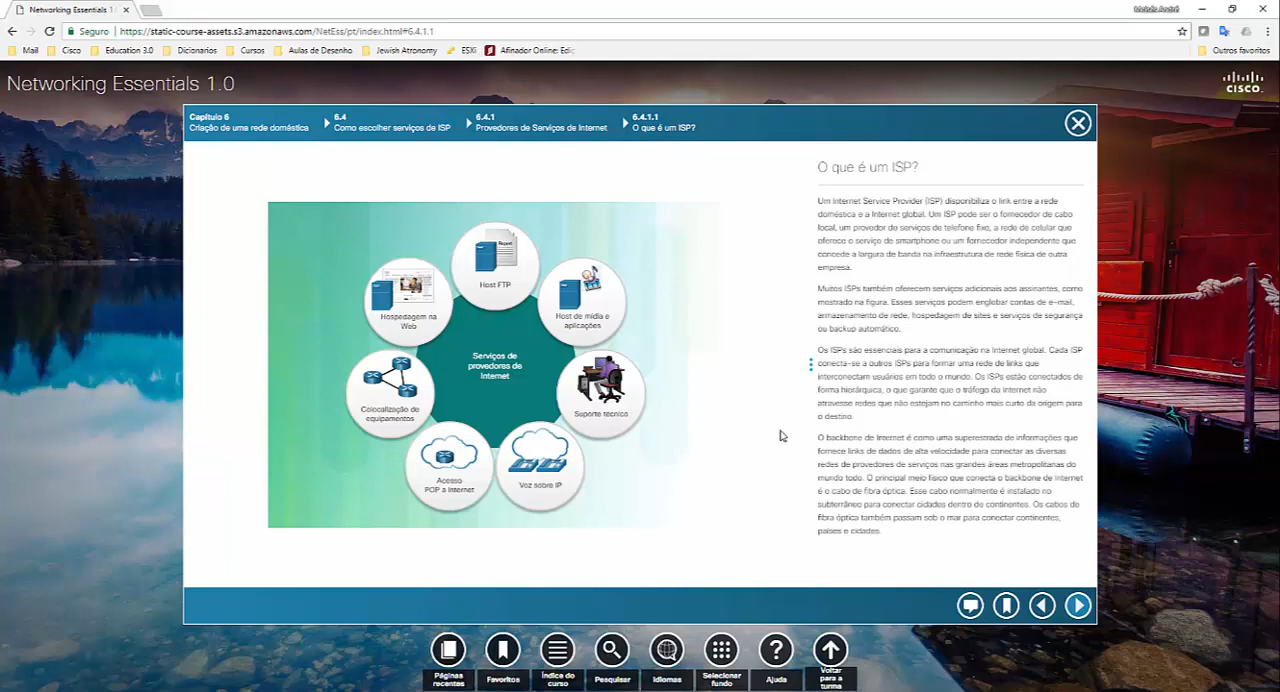 Networking Essentials 1.0
Moisés André
Seguro
https://static-course-assets.s3.amazonaws.com/NetEss/pt/index.html#6.4.1.1
Mail
Cisco
Education 3.0
Dicionarios
Cursos
Aulas de Desenho
Jewish Atronomy
ESXi
Afinador Online: Edic
Outros favoritos
Networking Essentials 1.0
CISCO.
Capítulo 6
Criação de uma rede doméstica
6.4
Como escolher serviços de ISP
6.4.1
Provedores de Serviços de Internet
6.4.1.1
O que é um ISP?
Report
Host FTP
Hospedagem na
Web
Host de mídia e
aplicações
Serviços de
provedores de
Internet
Colocalização de
equipamentos
Suporte técnico
Acesso
POP a Internet
Voz sobre IP
O que é um ISP?
Um Internet Service Provider (ISP) disponibiliza o link entre a rede
doméstica e a Internet global. Um ISP pode ser o fornecedor de cabo
local, um provedor de serviços de telefone fixo, a rede de celular que
oferece o serviço de smartphone ou um fornecedor independente que
concede a largura de banda na infraestrutura de rede física de outra
empresa.
Muitos ISPs também oferecem serviços adicionais aos assinantes, como
mostrado na figura. Esses serviços podem englobar contas de e-mail,
armazenamento de rede, hospedagem de sites e serviços de segurança
ou backup automático.
Os ISPs são essenciais para a comunicação na Internet global. Cada ISP
conecta-se a outros ISPs para formar uma rede de links que
interconectam usuários em todo o mundo. Os ISPs estão conectados de
forma hierárquica, o que garante que o tráfego da Internet não
atravesse redes que não estejam no caminho mais curto da origem para
o destino.
O backbone de Internet é como uma superestrada de informações que
fornece links de dados de alta velocidade para conectar as diversas
redes de provedores de serviços nas grandes áreas metropolitanas do
mundo todo. O principal meio físico que conecta o backbone de Internet
é o cabo de fibra óptica. Esse cabo normalmente é instalado no
subterrâneo para conectar cidades dentro de continentes. Os cabos de
fibra óptica também passam sob o mar para conectar continentes,
países e cidades.
Páginas
recentes
Favoritos
Índice do
curso
Pesquisar
Idiomas
Selecionar
fundo
Ajuda
Voltar
para a
turma